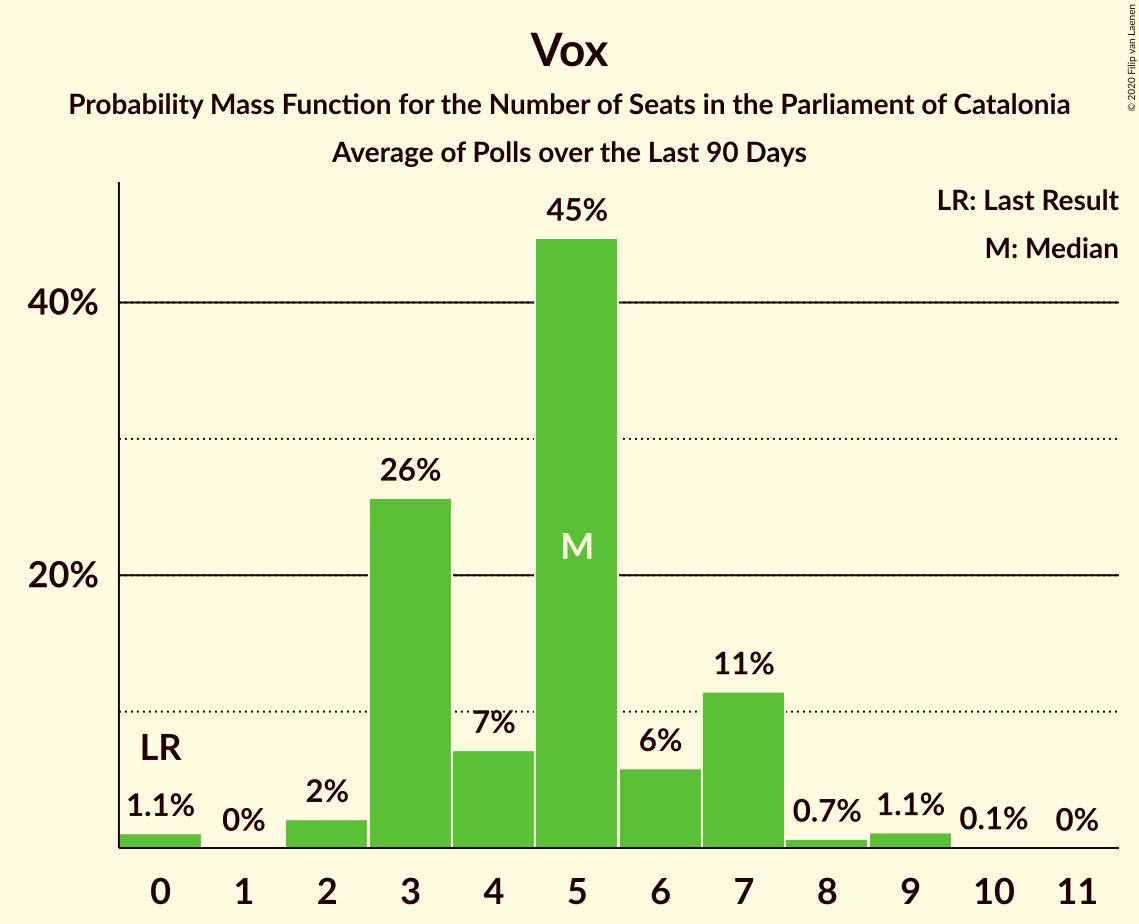 Vox
Probability Mass Function for the Number of Seats in the Parliament of Catalonia
Average of Polls over the Last 90 Days
© 2020 Filip van Laenen
LR: Last Result
M: Median
40%
20%
45%
26%
M
11%
7%
6%
LR
2%
1.1%
0%
0.7%
1.1%
0.1%
0%
0 1 2 3 4 5 6 7 8 9 10 11